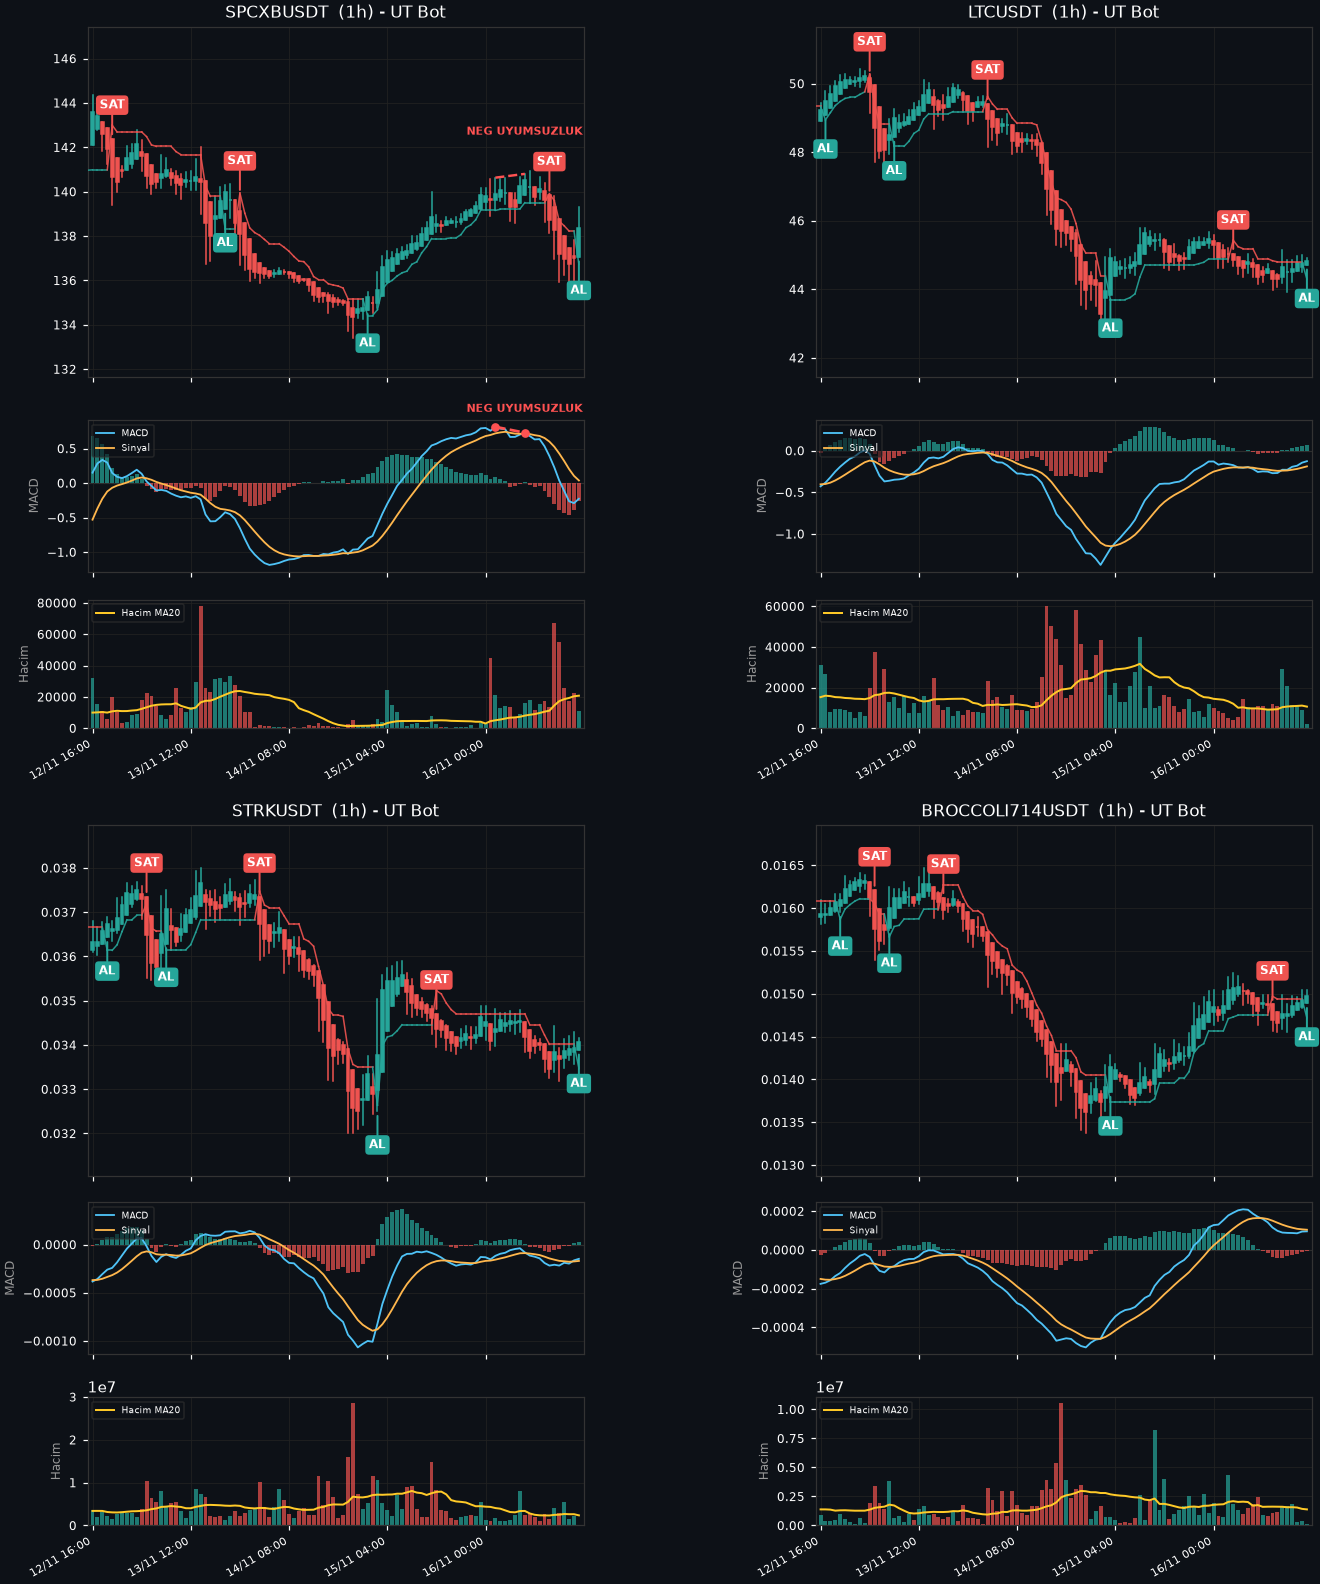 SPCXBUSDT (1h) - UT Bot
146
144
142
140
138
136
134
132
SAT
SAT
AL
AL
NEG UYUMSUZLUK
SAT
AL
NEG UYUMSUZLUK
MACD
Sinyal
MACD
0.5
0.0
−0.5
−1.0
Hacim MA20
Hacim
80000
60000
40000
20000
0
12/11 16:00
13/11 12:00
14/11 08:00
15/11 04:00
16/11 00:00
LTCUSDT (1h) - UT Bot
50
48
46
44
42
SAT
AL
AL
SAT
AL
SAT
AL
MACD
Sinyal
MACD
0.0
−0.5
−1.0
Hacim MA20
Hacim
60000
40000
20000
0
12/11 16:00
13/11 12:00
14/11 08:00
15/11 04:00
16/11 00:00
STRKUSDT (1h) - UT Bot
0.038
0.037
0.036
0.035
0.034
0.033
0.032
SAT
AL
AL
SAT
AL
SAT
AL
MACD
Sinyal
MACD
0.0000
−0.0005
−0.0010
1e7
Hacim MA20
Hacim
3
2
1
0
12/11 16:00
13/11 12:00
14/11 08:00
15/11 04:00
16/11 00:00
BROCCOLI714USDT (1h) - UT Bot
0.0165
0.0160
0.0155
0.0150
0.0145
0.0140
0.0135
0.0130
SAT
AL
AL
SAT
AL
SAT
AL
MACD
Sinyal
MACD
0.0002
0.0000
−0.0002
−0.0004
1e7
Hacim MA20
Hacim
1.00
0.75
0.50
0.25
0.00
12/11 16:00
13/11 12:00
14/11 08:00
15/11 04:00
16/11 00:00